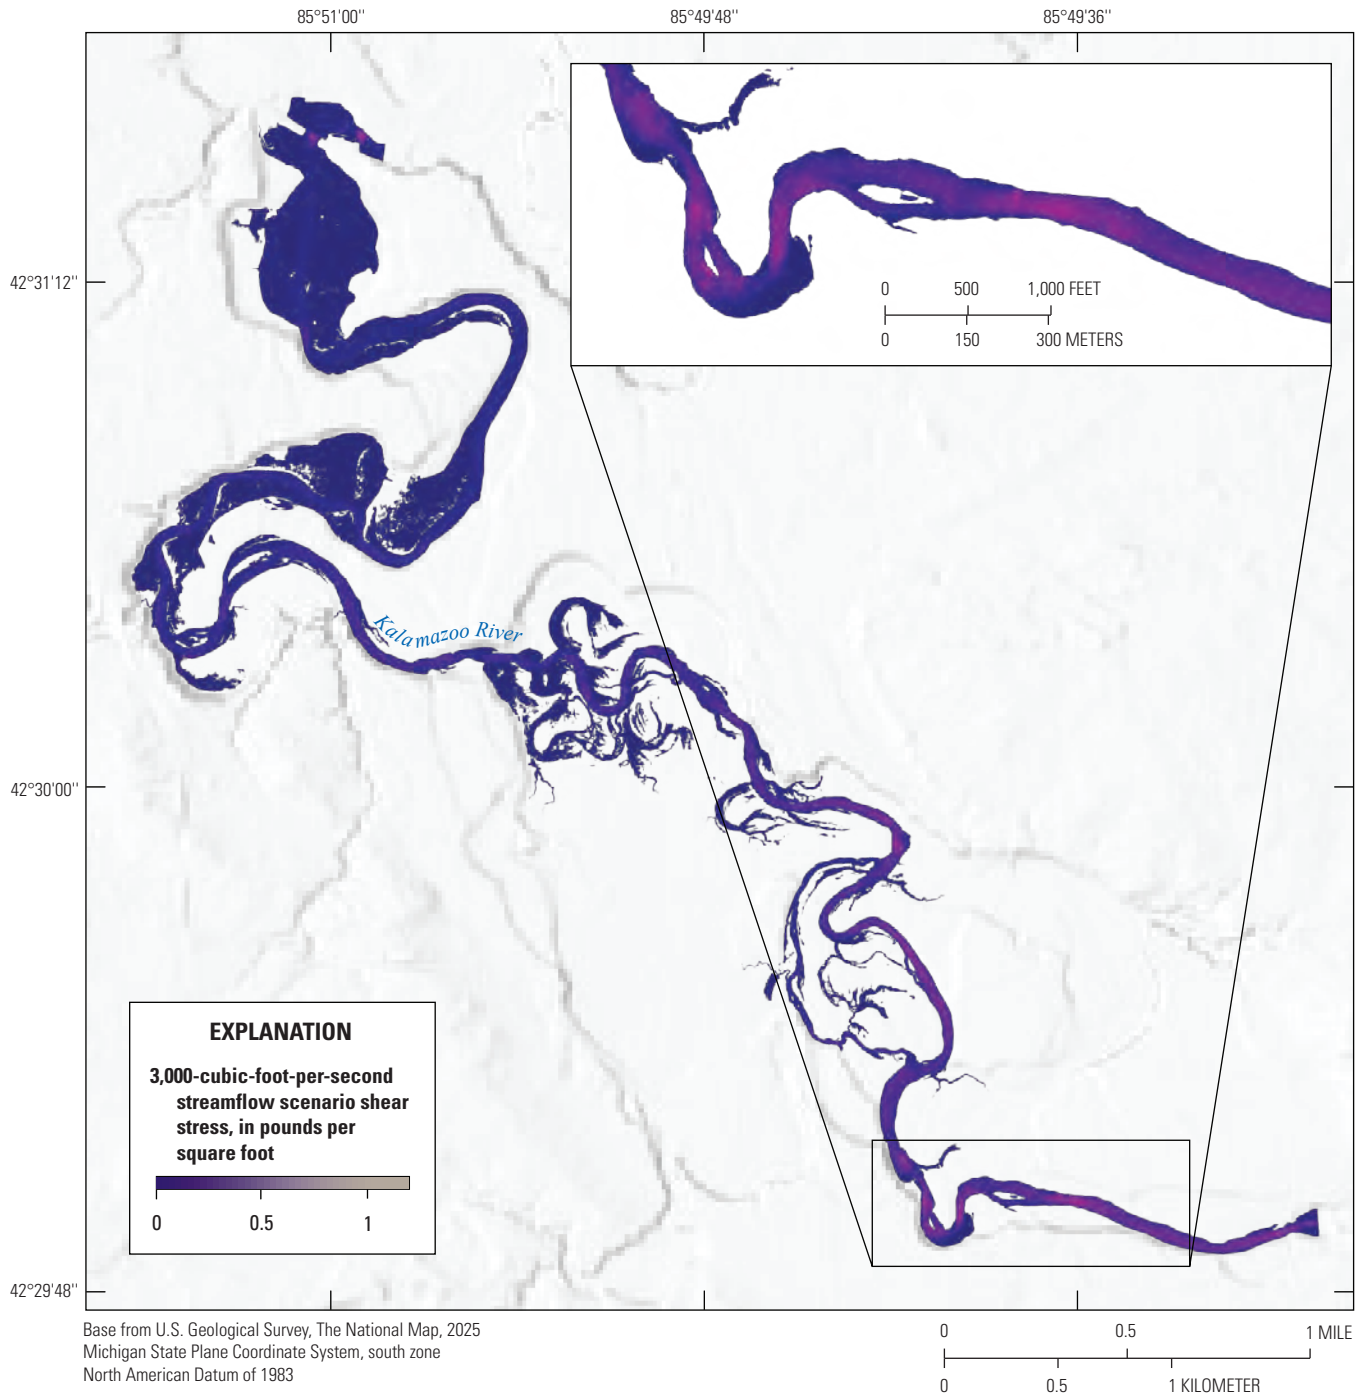 85°51'00"
85°49'48"
85°49'36"
42°31'12"
42°30'00"
42°29'48"
0 500 1,000 FEET
0 150 300 METERS
Kalamazoo River
EXPLANATION
3,000-cubic-foot-per-second
streamflow scenario shear
stress, in pounds per
square foot
0 0.5 1
Base from U.S. Geological Survey, The National Map, 2025
Michigan State Plane Coordinate System, south zone
North American Datum of 1983
0 0.5 1 MILE
0 0.5 1 KILOMETER